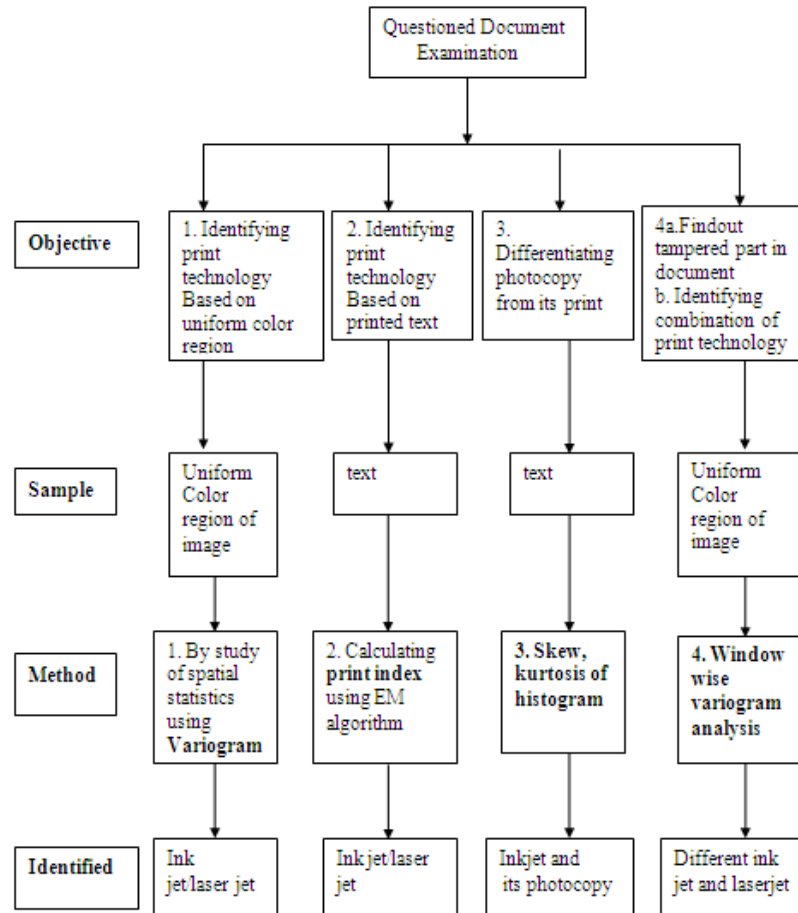 Questioned Document
Examination
Objective
1. Identifying
print
technology
Based on
uniform color
region
2. Identifying
print
technology
Based on
printed text
3.
Differentiating
photocopy
from its print
4a.Findout
tampered part in
document
b. Identifying
combination of
print technology
Sample
Uniform
Color
region of
image
text
text
Uniform
Color
region of
image
Method
1. By study
of spatial
statistics
using
Variogram
2. Calculating
print index
using EM
algorithm
3. Skew,
kurtosis of
histogram
4. Window
wise
variogram
analysis
Identified
Ink
jet/laser jet
Ink jet/laser
jet
Inkjet and
its photocopy
Different ink
jet and laserjet